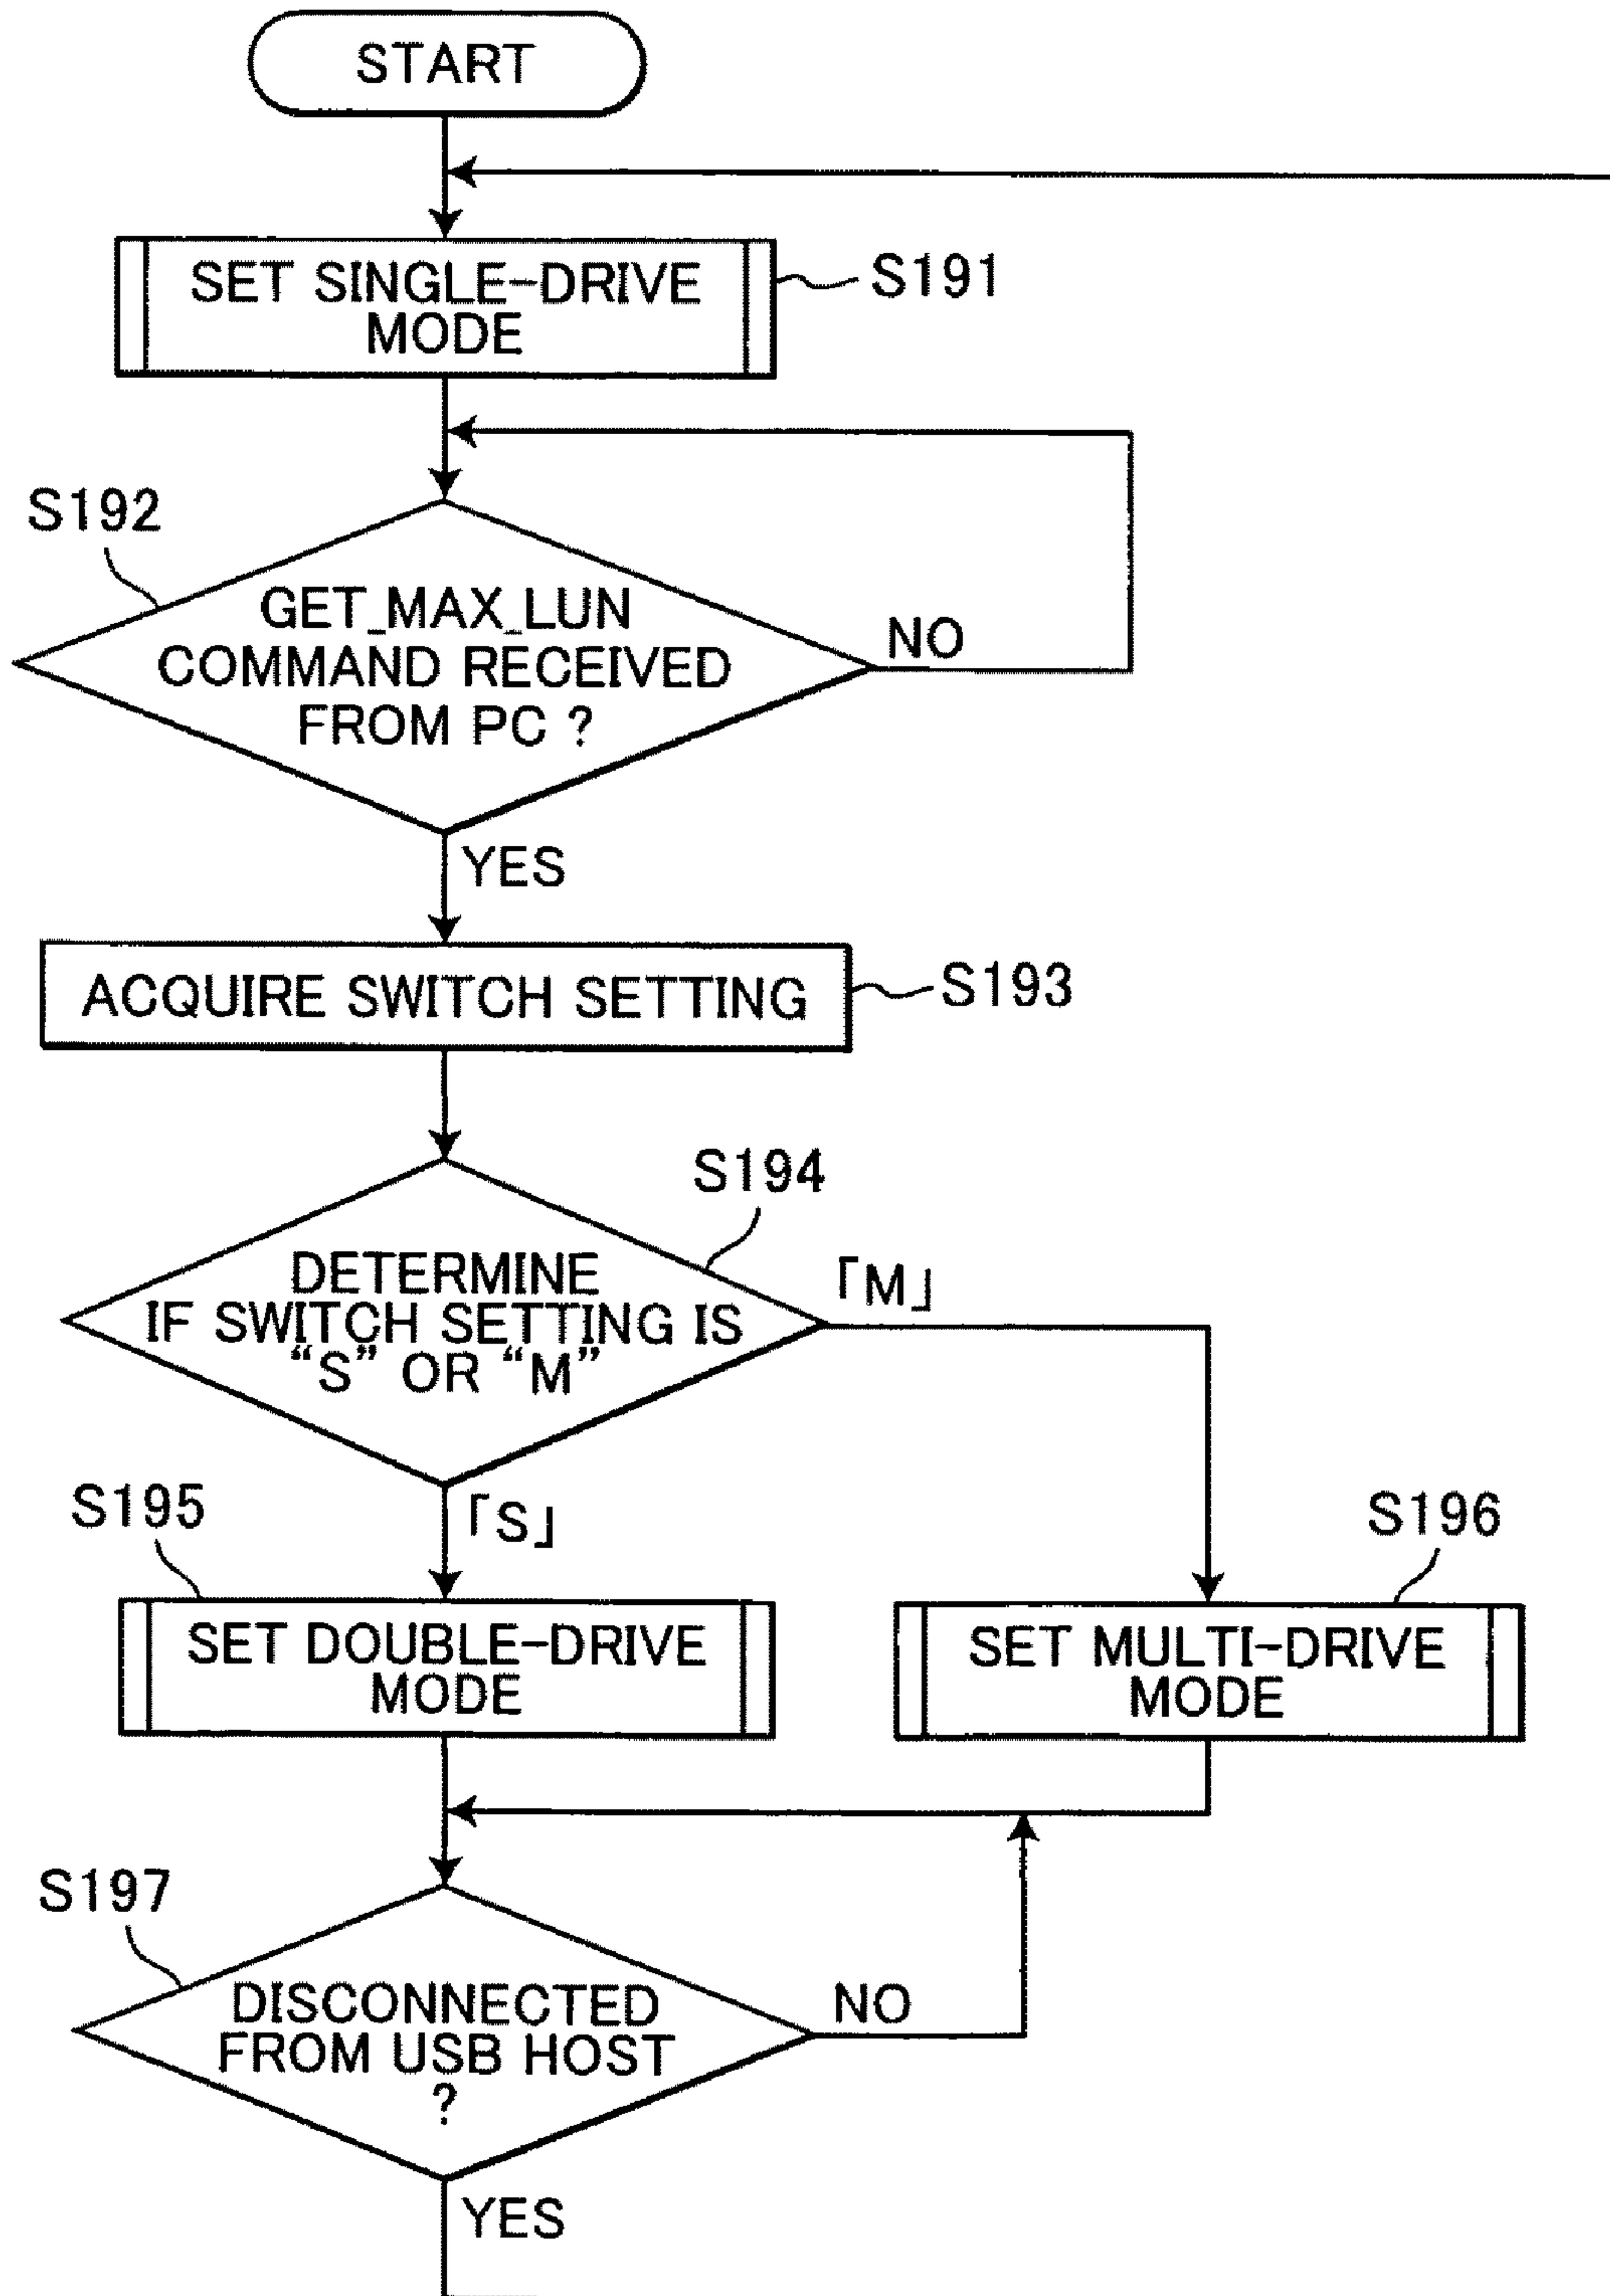 START
SET SINGLE-DRIVE
MODE
S191
S192
GET_MAX_LUN
COMMAND RECEIVED
FROM PC ?
NO
YES
ACQUIRE SWITCH SETTING
S193
S194
DETERMINE
IF SWITCH SETTING IS
“S” OR “M”
「M」
「S」
S195
SET DOUBLE-DRIVE
MODE
S196
SET MULTI-DRIVE
MODE
S197
DISCONNECTED
FROM USB HOST
?
NO
YES